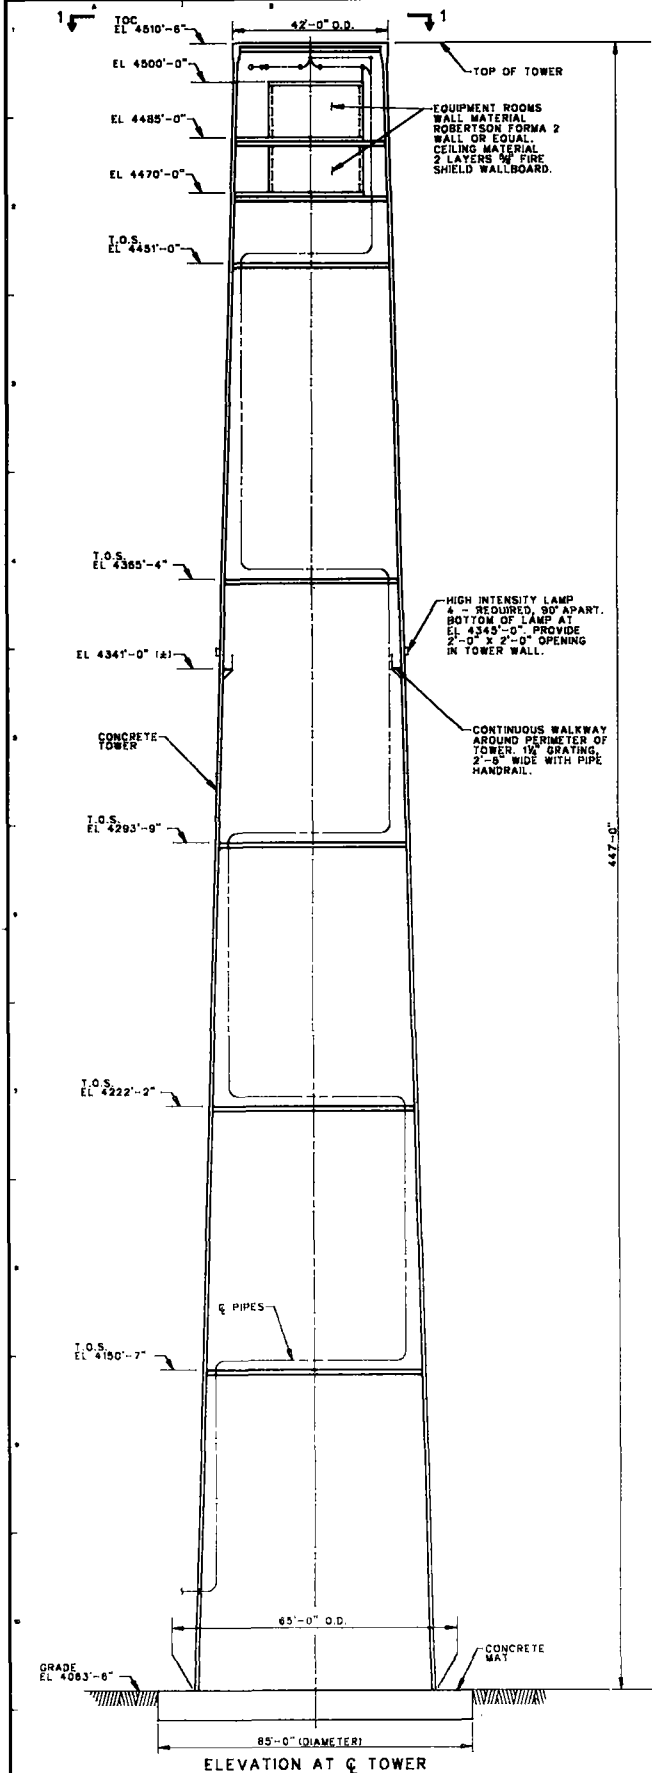 1
1
TOC
EL 4510'-6"
42'-0" O.D.
EL 4500'-0"
TOP OF TOWER
EQUIPMENT ROOMS
WALL MATERIAL
ROBERTSON FORMA 2
WALL OR EQUAL.
CEILING MATERIAL
2 LAYERS ⅝" FIRE
SHIELD WALLBOARD.
EL 4485'-0"
EL 4470'-0"
T.O.S.
EL 4451'-0"
T.O.S.
EL 4365'-4"
HIGH INTENSITY LAMP
4 - REQUIRED, 90° APART.
BOTTOM OF LAMP AT
EL 4345'-0". PROVIDE
2'-0" X 2'-0" OPENING
IN TOWER WALL.
EL 4341'-0" (±)
CONCRETE
TOWER
CONTINUOUS WALKWAY
AROUND PERIMETER OF
TOWER. 1¼" GRATING,
2'-6" WIDE WITH PIPE
HANDRAIL.
T.O.S.
EL 4293'-9"
447'-0"
T.O.S.
EL 4222'-2"
℄ PIPES
T.O.S.
EL 4150'-7"
65'-0" O.D.
GRADE
EL 4063'-6"
CONCRETE
MAT
85'-0" (DIAMETER)
ELEVATION AT ℄ TOWER